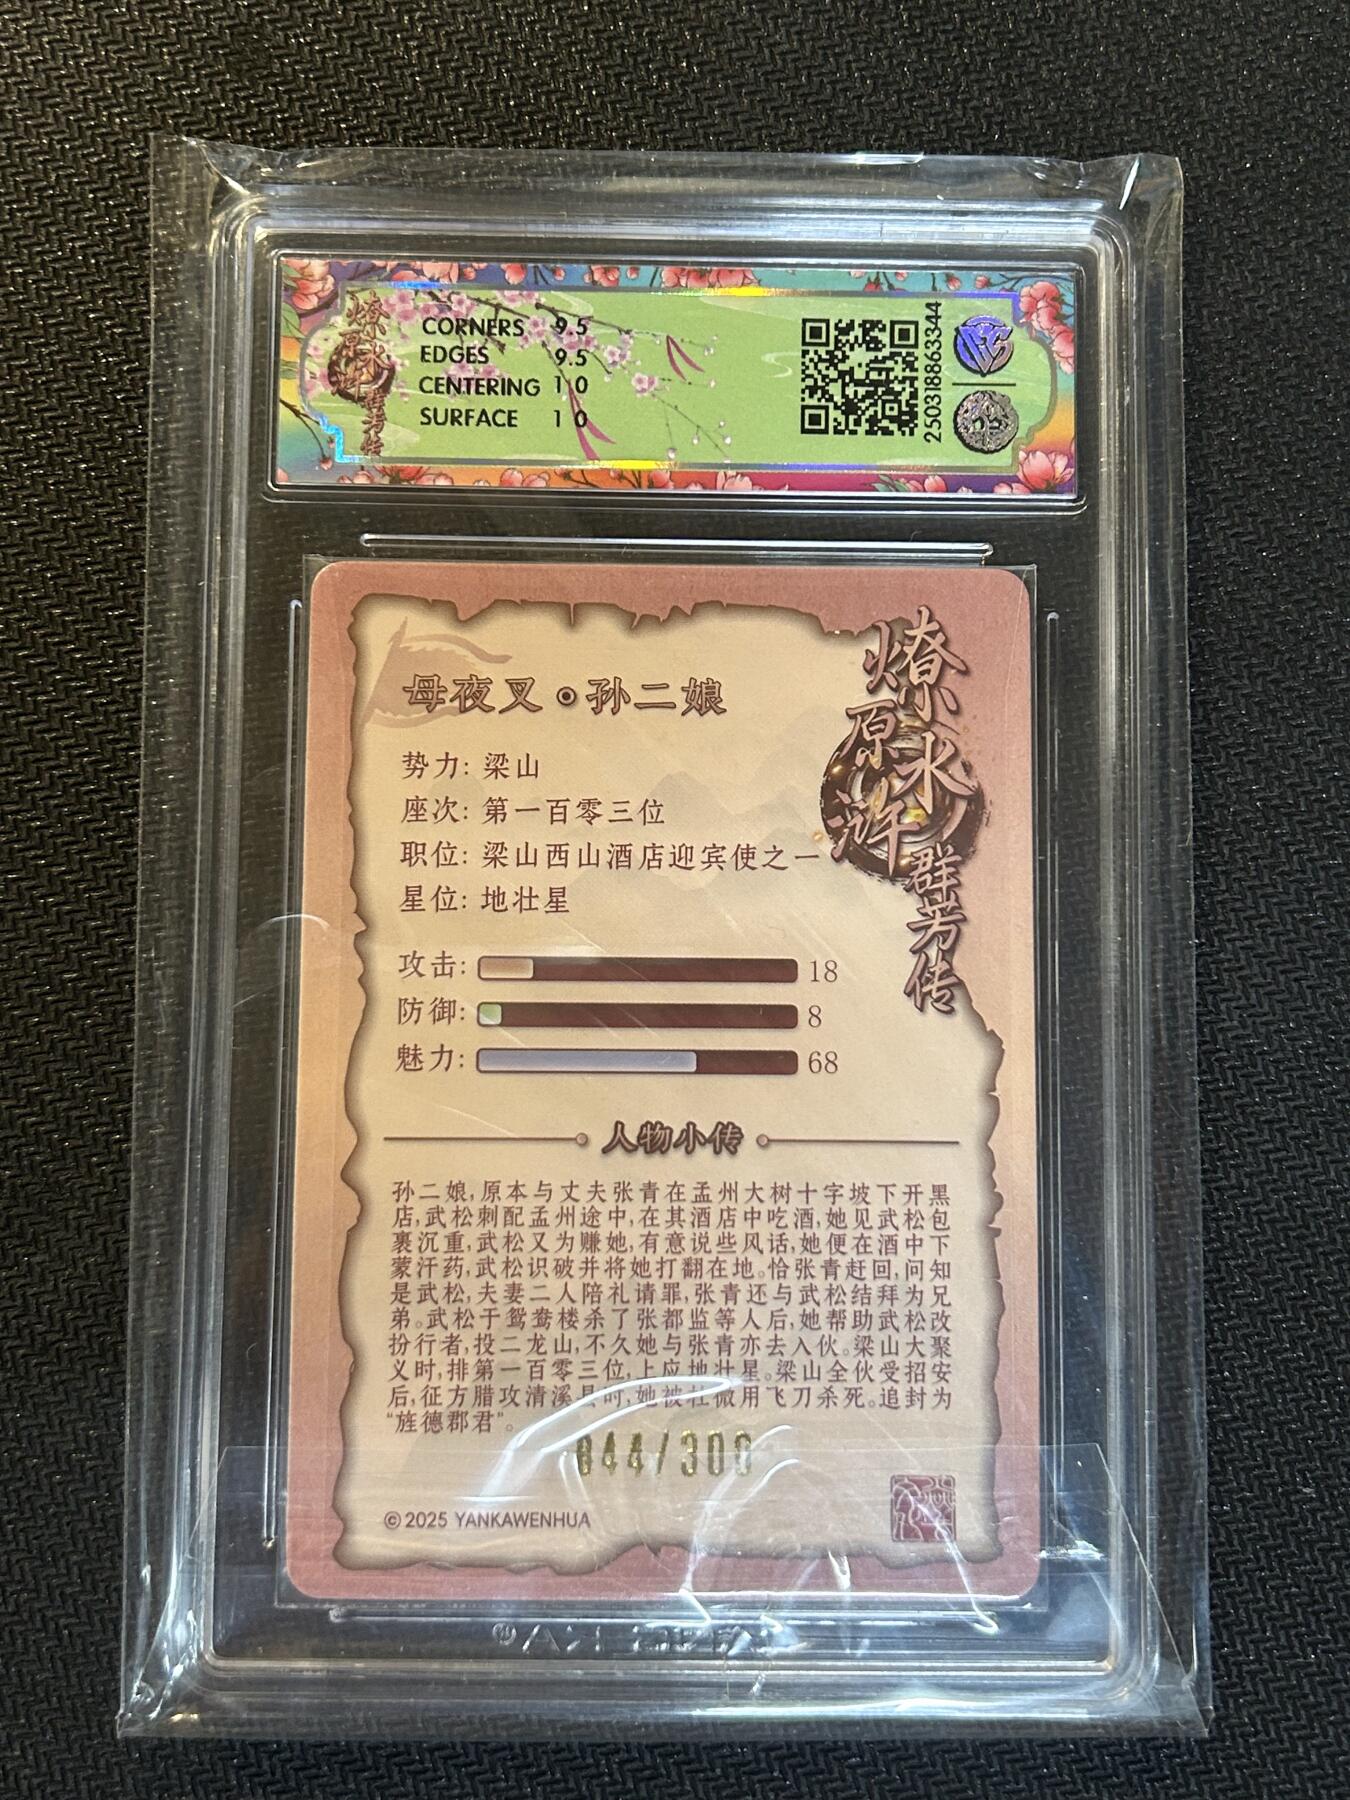 CORNERS 9.5
EDGES 9.5
CENTERING 10
SURFACE 10
2503188863344
燎原水浒
群芳传
母夜叉⊙孙二娘
势力: 梁山
座次: 第一百零三位
职位: 梁山西山酒店迎宾使之一
星位: 地壮星
攻击: 18
防御: 8
魅力: 68
人物小传
孙二娘,原本与丈夫张青在孟州大树十字坡下开黑
店,武松刺配孟州途中,在其酒店中吃酒,她见武松包
裹沉重,武松又为赚她,有意说些风话,她便在酒中下
蒙汗药,武松识破并将她打翻在地。恰张青赶回,问知
是武松,夫妻二人陪礼请罪,张青还与武松结拜为兄
弟。武松于鸳鸯楼杀了张都监等人后,她帮助武松改
扮行者,投二龙山,不久她与张青亦去入伙。梁山大聚
义时,排第一百零三位,上应地壮星。梁山全伙受招安
后,征方腊攻清溪县时,她被杜微用飞刀杀死。追封为
“旌德郡君”。
044/300
©2025 YANKAWENHUA